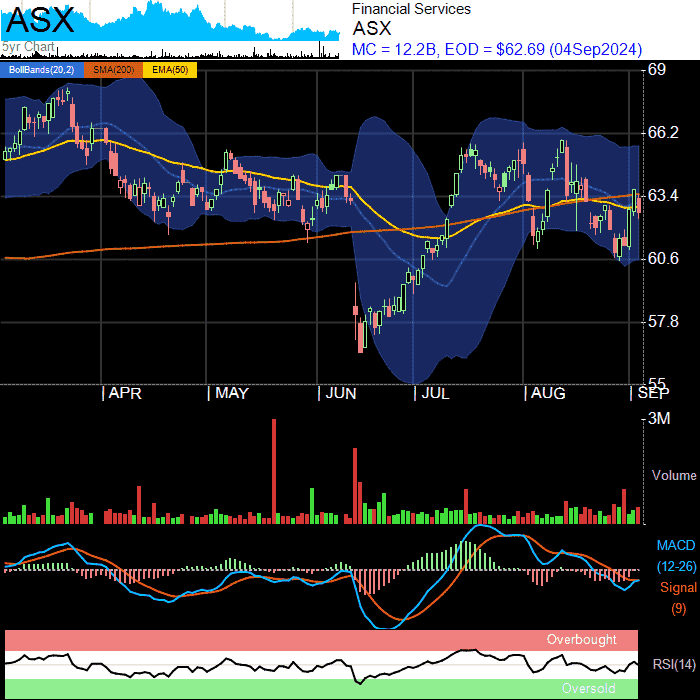 ASX
5yr Chart
Financial Services
ASX
MC = 12.2B, EOD = $62.69 (04Sep2024)
BollBands(20,2) SMA(200) EMA(50)
69
66.2
63.4
60.6
57.8
55
| APR | MAY | JUN | JUL | AUG | SEP
3M
Volume
MACD
(12-26)
Signal
(9)
Overbought
RSI(14)
Oversold